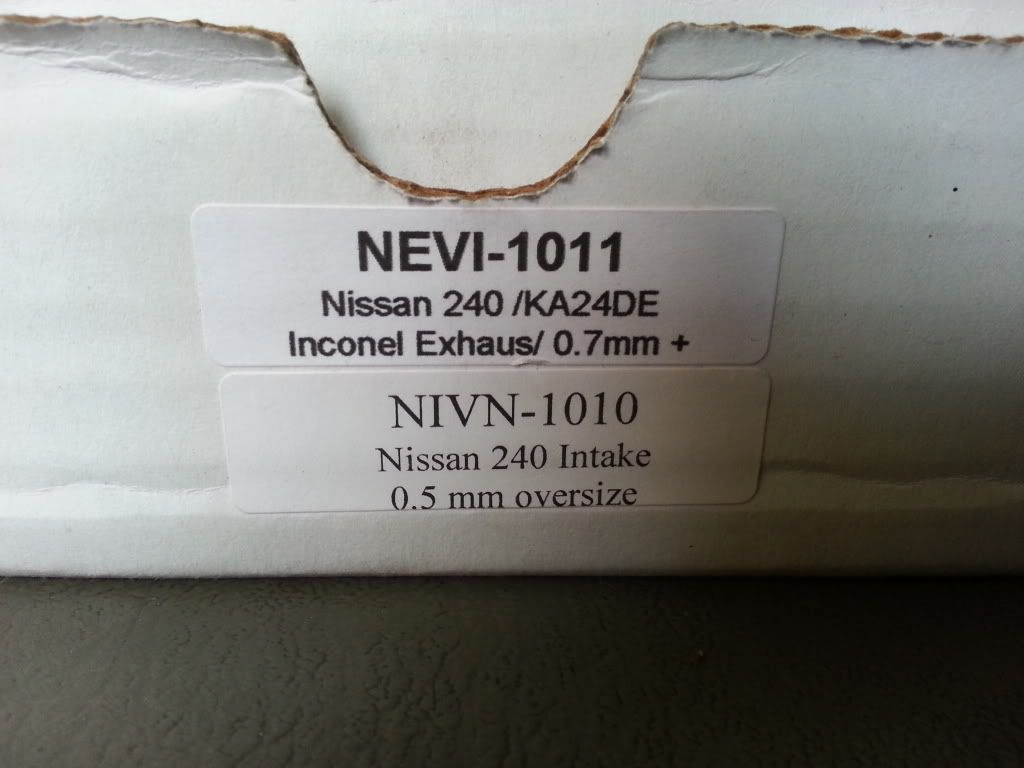 NEVI-1011
Nissan 240 /KA24DE
Inconel Exhaus/ 0.7mm +
NIVN-1010
Nissan 240 Intake
0.5 mm oversize